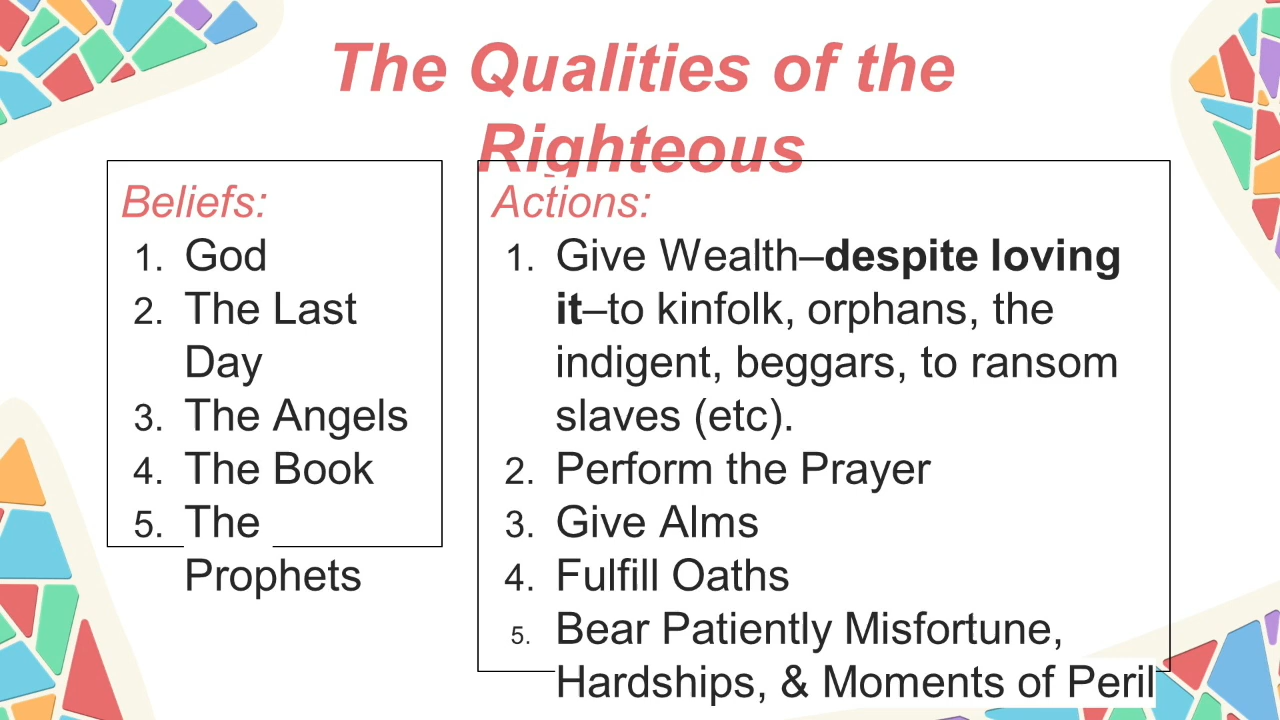 The Qualities of the
Righteous
Beliefs:
1. God
2. The Last
Day
3. The Angels
4. The Book
5. The
Prophets
Actions:
1. Give Wealth–despite loving
it–to kinfolk, orphans, the
indigent, beggars, to ransom
slaves (etc).
2. Perform the Prayer
3. Give Alms
4. Fulfill Oaths
5. Bear Patiently Misfortune,
Hardships, & Moments of Peril